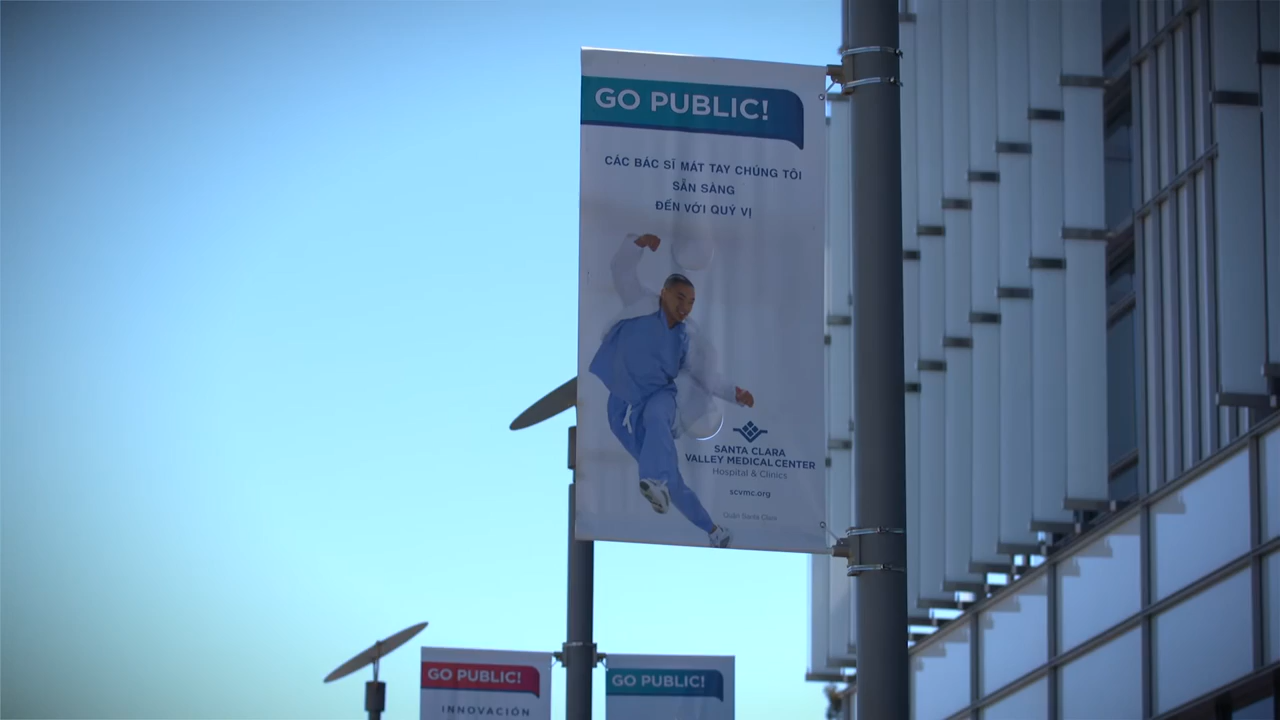 GO PUBLIC!
CÁC BÁC SĨ MÁT TAY CHÚNG TÔI
SẴN SÀNG
ĐẾN VỚI QUÝ VỊ
SANTA CLARA
VALLEY MEDICAL CENTER
Hospital & Clinics
scvmc.org
Quận Santa Clara
GO PUBLIC!
INNOVACIÓN
GO PUBLIC!